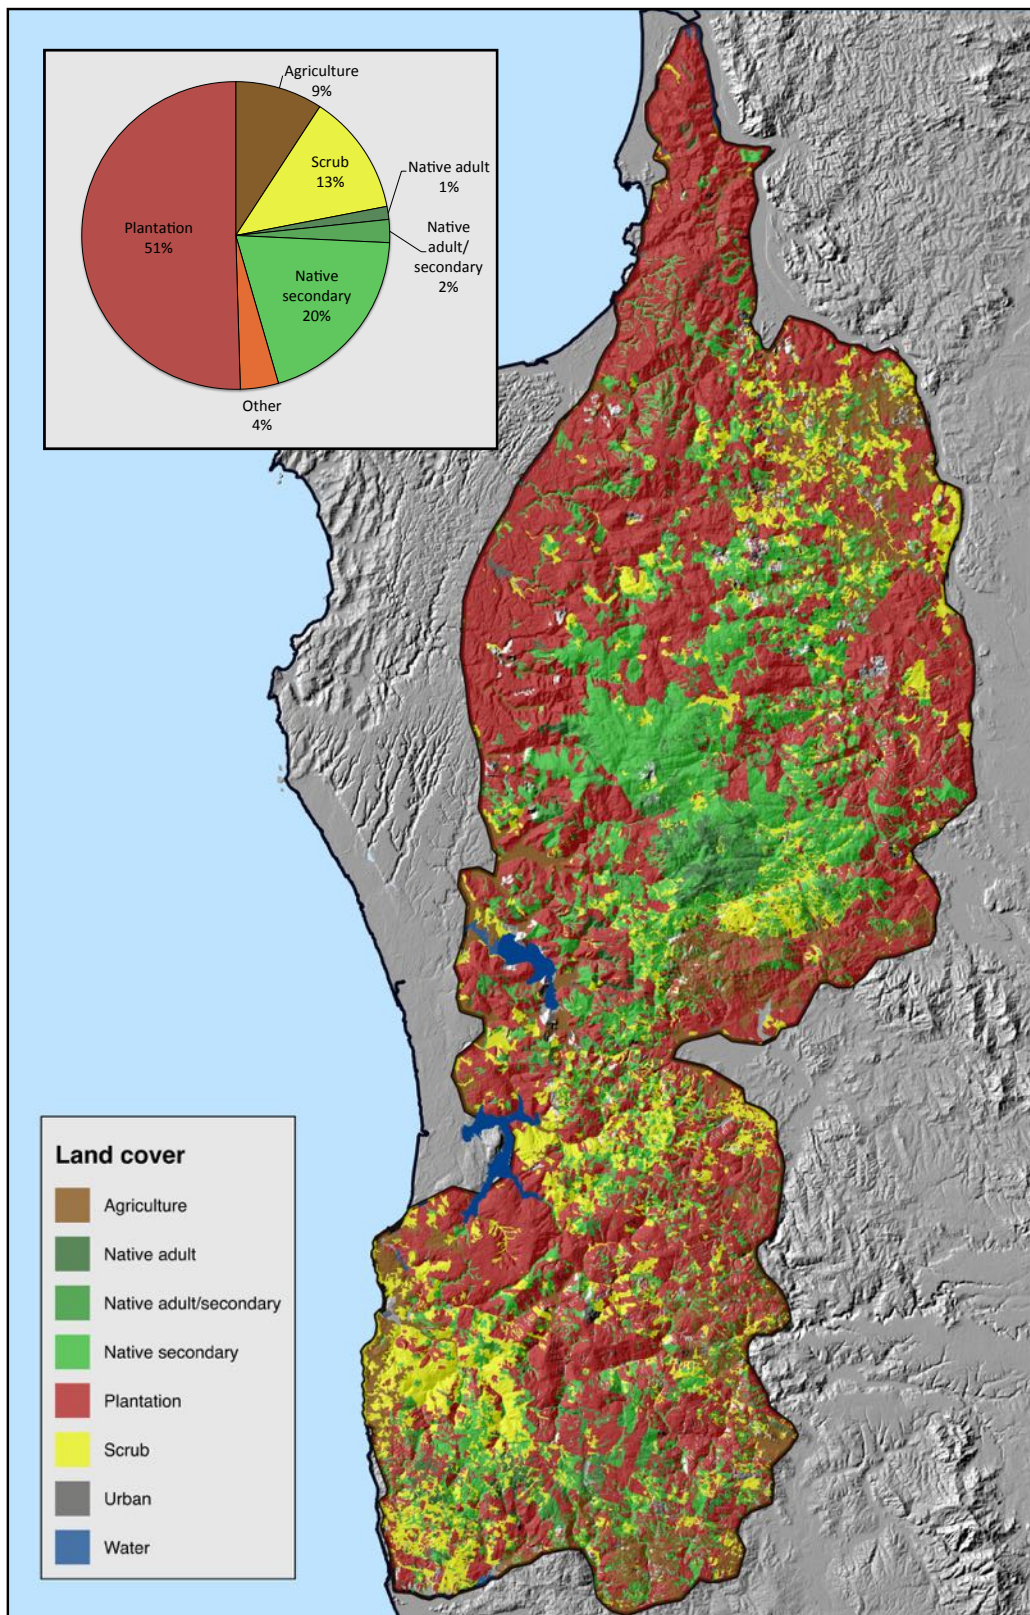 Agriculture
9%
Scrub
13%
Native adult
1%
Native
adult/
secondary
2%
Native
secondary
20%
Other
4%
Plantation
51%
Land cover
Agriculture
Native adult
Native adult/secondary
Native secondary
Plantation
Scrub
Urban
Water